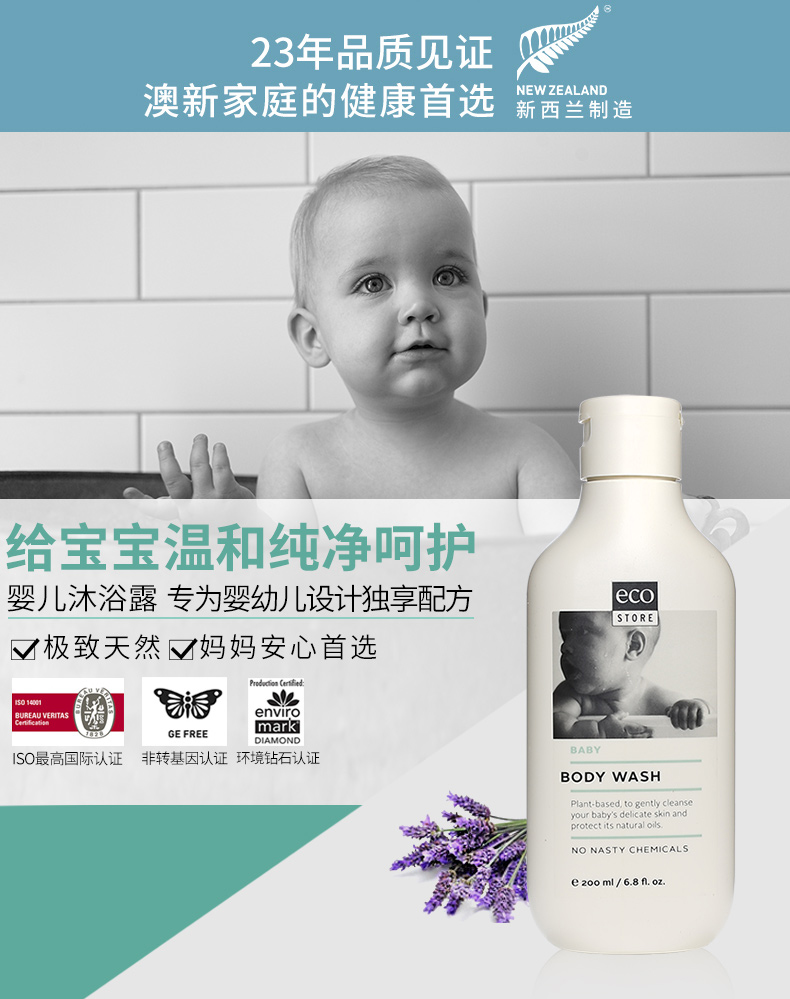 23年品质见证
澳新家庭的健康首选
®
NEW ZEALAND
新西兰制造
给宝宝温和纯净呵护
婴儿沐浴露 专为婴幼儿设计独享配方
极致天然 妈妈安心首选
ISO 14001
BUREAU VERITAS
Certification
BUREAU VERITAS
1828
ISO最高国际认证
GE FREE
非转基因认证
Production Certified:
enviro
mark
DIAMOND
环境钻石认证
eco
STORE
BABY
BODY WASH
Plant-based, to gently cleanse
your baby's delicate skin and
protect its natural oils.
NO NASTY CHEMICALS
e 200 ml / 6.8 fl. oz.